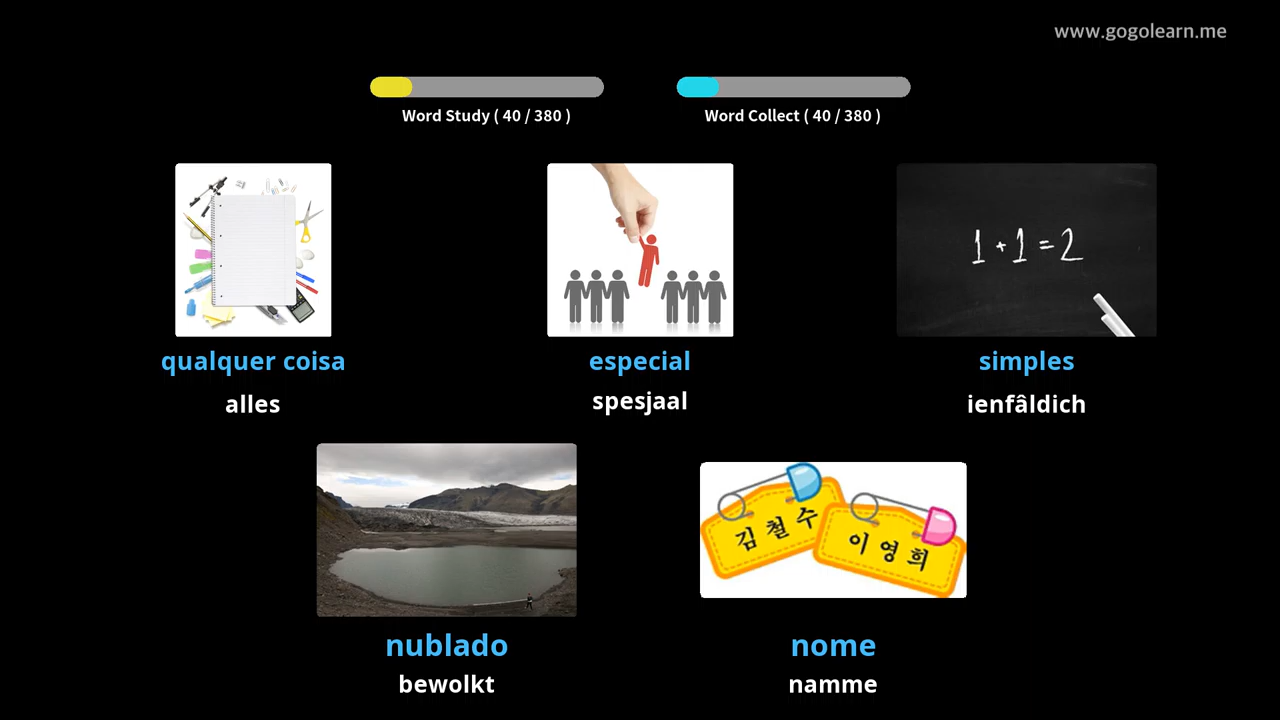 www.gogolearn.me
Word Study ( 40 / 380 )
Word Collect ( 40 / 380 )
1 + 1 = 2
qualquer coisa
especial
simples
alles
spesjaal
ienfâldich
김철수
이영희
nublado
nome
bewolkt
namme